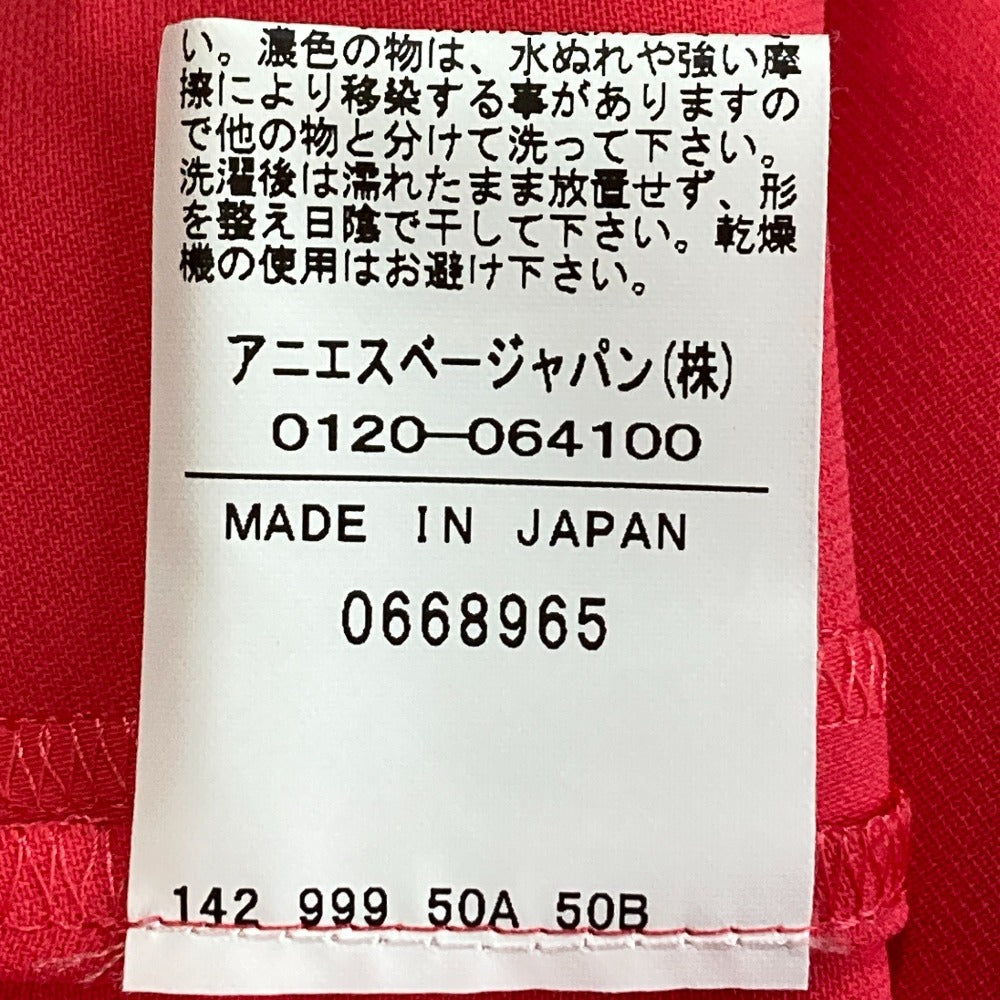 い。濃色の物は、水ぬれや強い摩
擦により移染する事がありますの
で他の物と分けて洗って下さい。
洗濯後は濡れたまま放置せず、形
を整え日陰で干して下さい。乾燥
機の使用はお避け下さい。
アニエスベージャパン(株)
0120-064100
MADE IN JAPAN
0668965
142 999 50A 50B